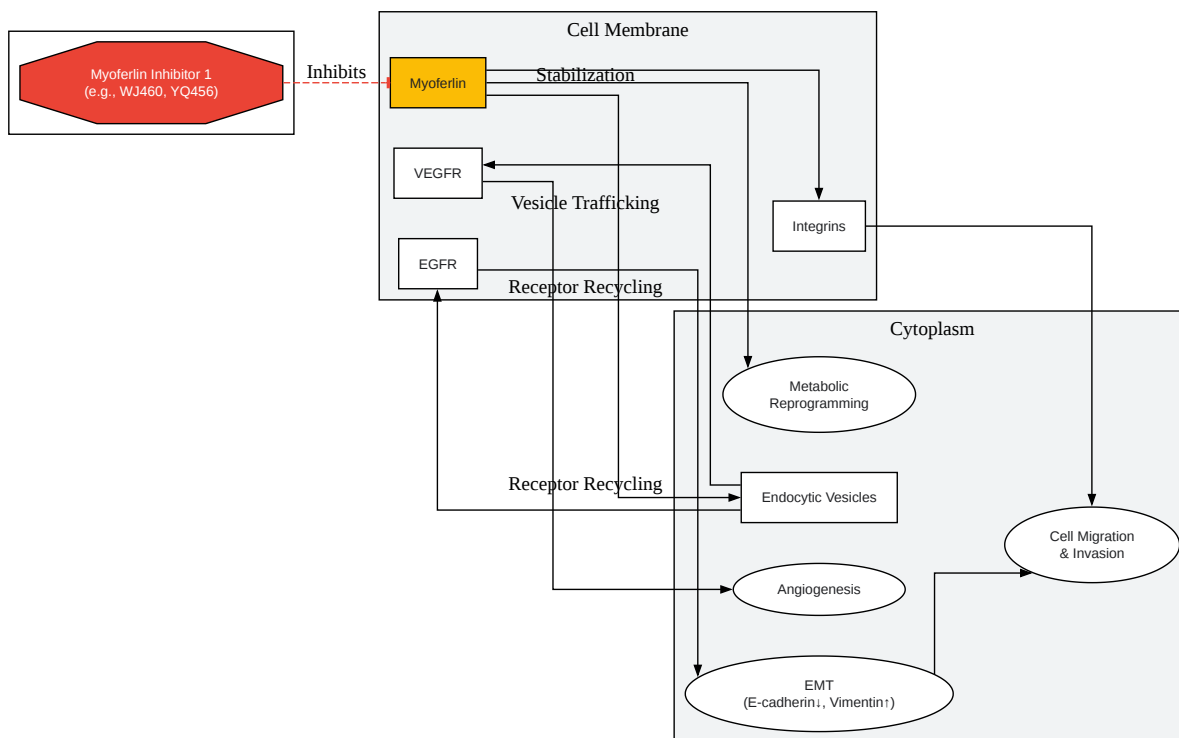 Cell Membrane
Myoferlin Inhibitor 1
(e.g., WJ460, YQ456)
Inhibits
Myoferlin
Stabilization
VEGFR
Vesicle Trafficking
Integrins
EGFR
Receptor Recycling
Cytoplasm
Metabolic
Reprogramming
Receptor Recycling
Endocytic Vesicles
Cell Migration
& Invasion
Angiogenesis
EMT
(E-cadherin↓, Vimentin↑)